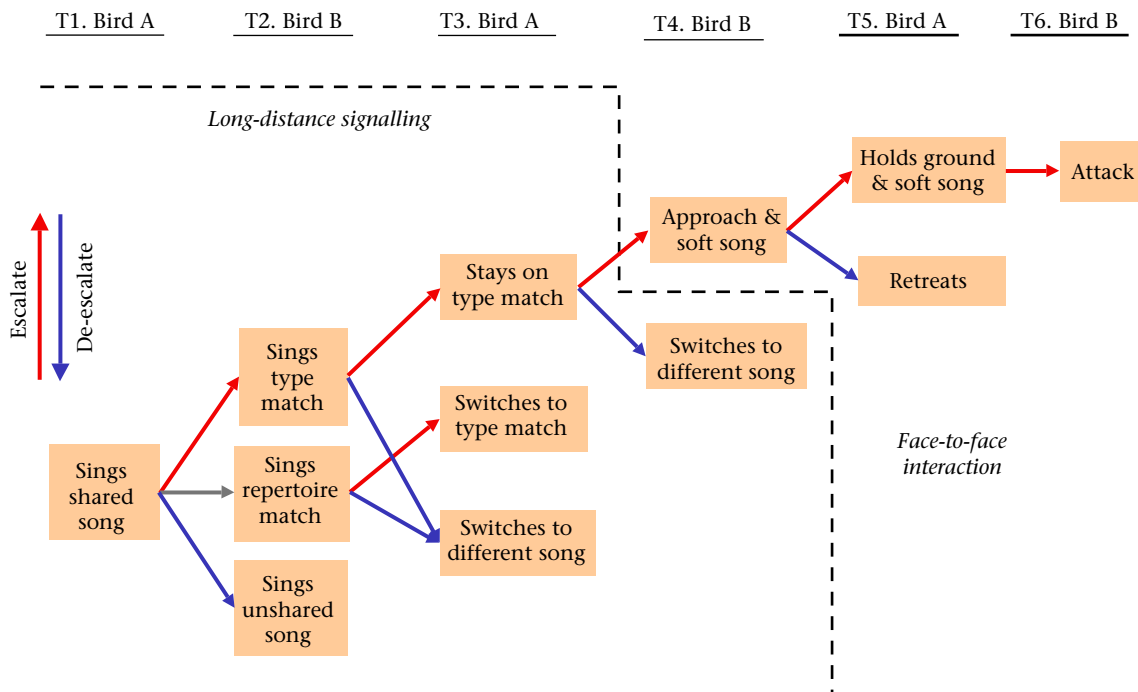 T1. Bird A
T2. Bird B
T3. Bird A
T4. Bird B
T5. Bird A
T6. Bird B
Long-distance signalling
Escalate
De-escalate
Sings
shared
song
Sings
type
match
Sings
repertoire
match
Sings
unshared
song
Stays on
type match
Switches to
type match
Switches to
different song
Approach &
soft song
Switches to
different song
Holds ground
& soft song
Retreats
Attack
Face-to-face
interaction